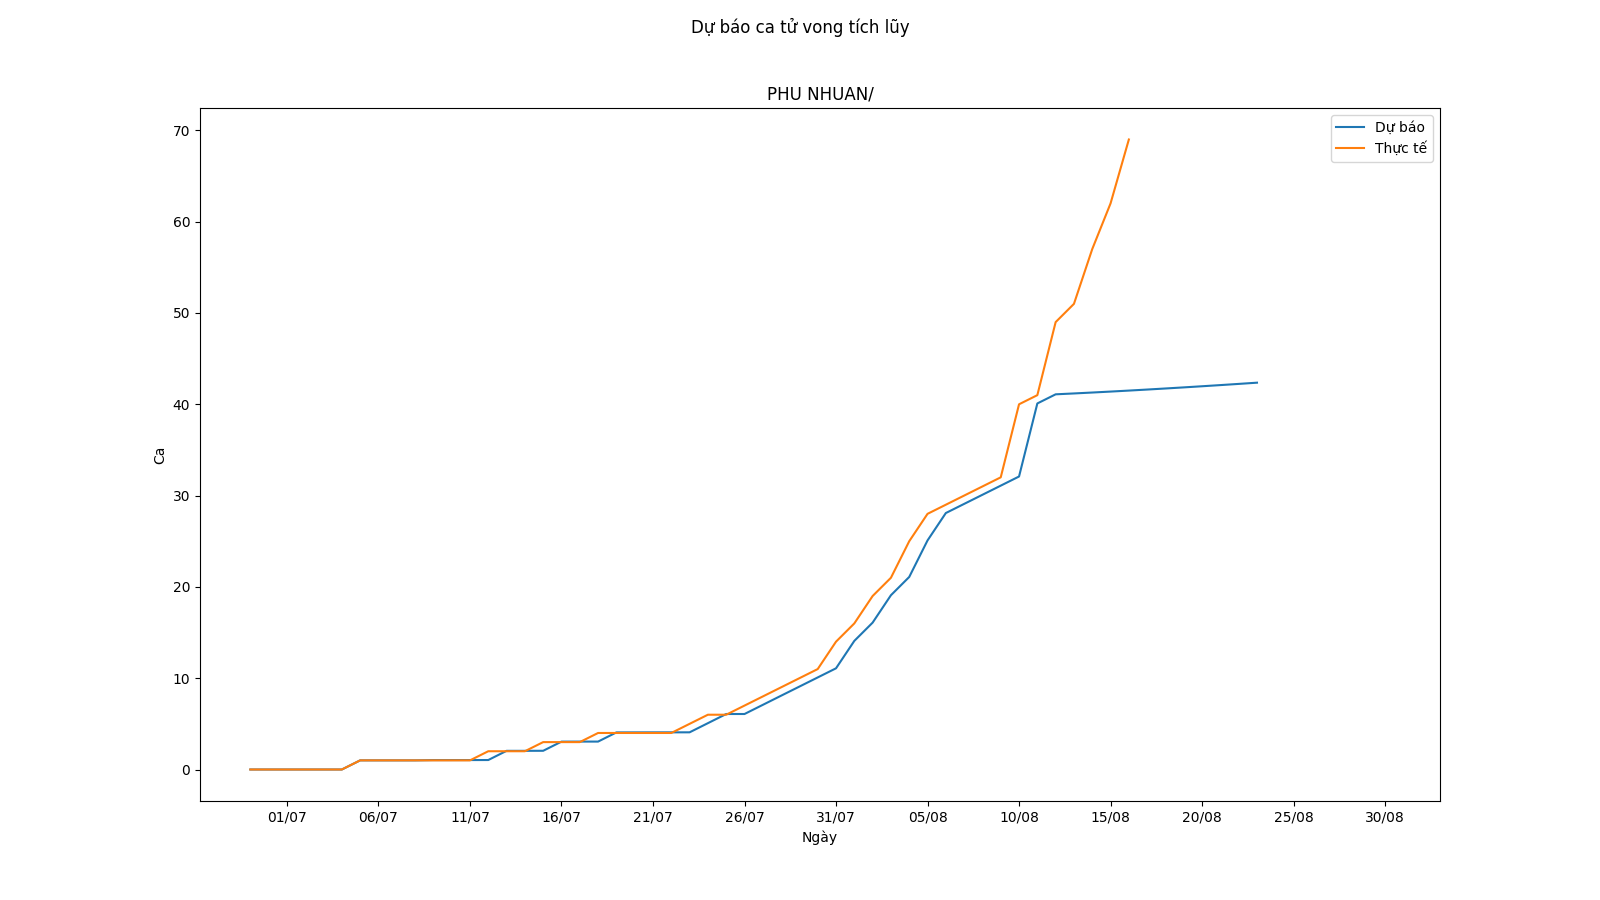 Dự báo ca tử vong tích lũy
PHU NHUAN/
Dự báo
Thực tế
70
60
50
40
30
20
10
0
Ca
01/07 06/07 11/07 16/07 21/07 26/07 31/07 05/08 10/08 15/08 20/08 25/08 30/08
Ngày